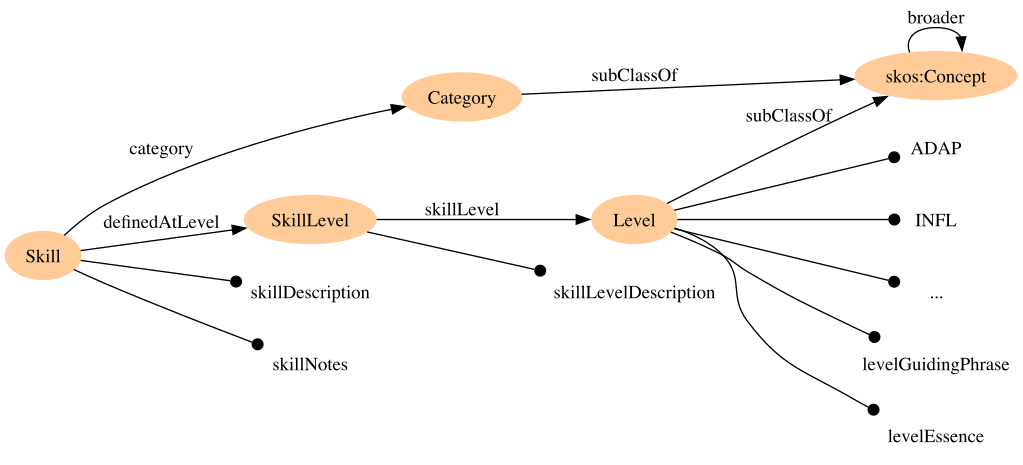 broader
skos:Concept
subClassOf
Category
subClassOf
category
ADAP
definedAtLevel
SkillLevel
skillLevel
Level
INFL
Skill
skillDescription
skillLevelDescription
...
skillNotes
levelGuidingPhrase
levelEssence